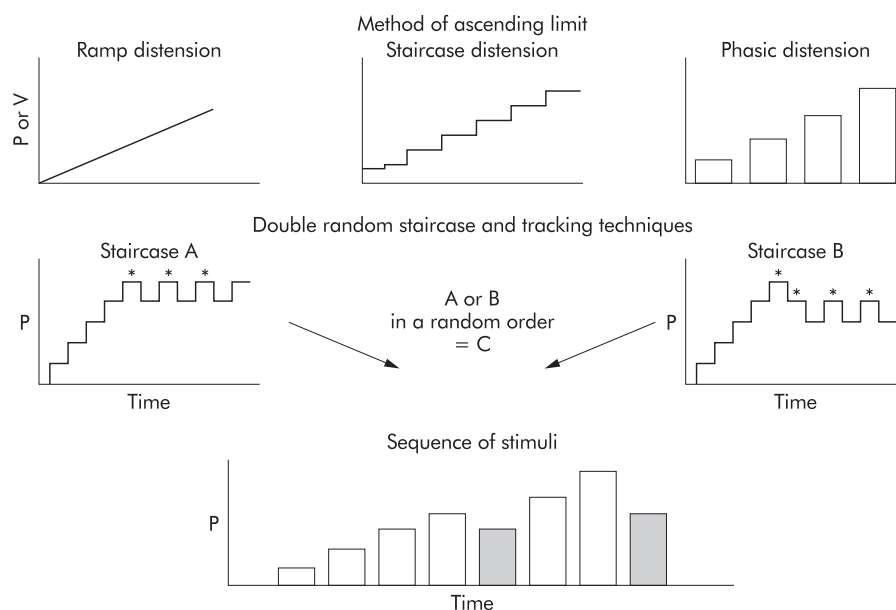 Method of ascending limit
Ramp distension
Staircase distension
Phasic distension
P or V
Double random staircase and tracking techniques
Staircase A
Staircase B
* * *
*
* * *
P
A or B
in a random order
= C
P
Time
Time
Sequence of stimuli
P
Time